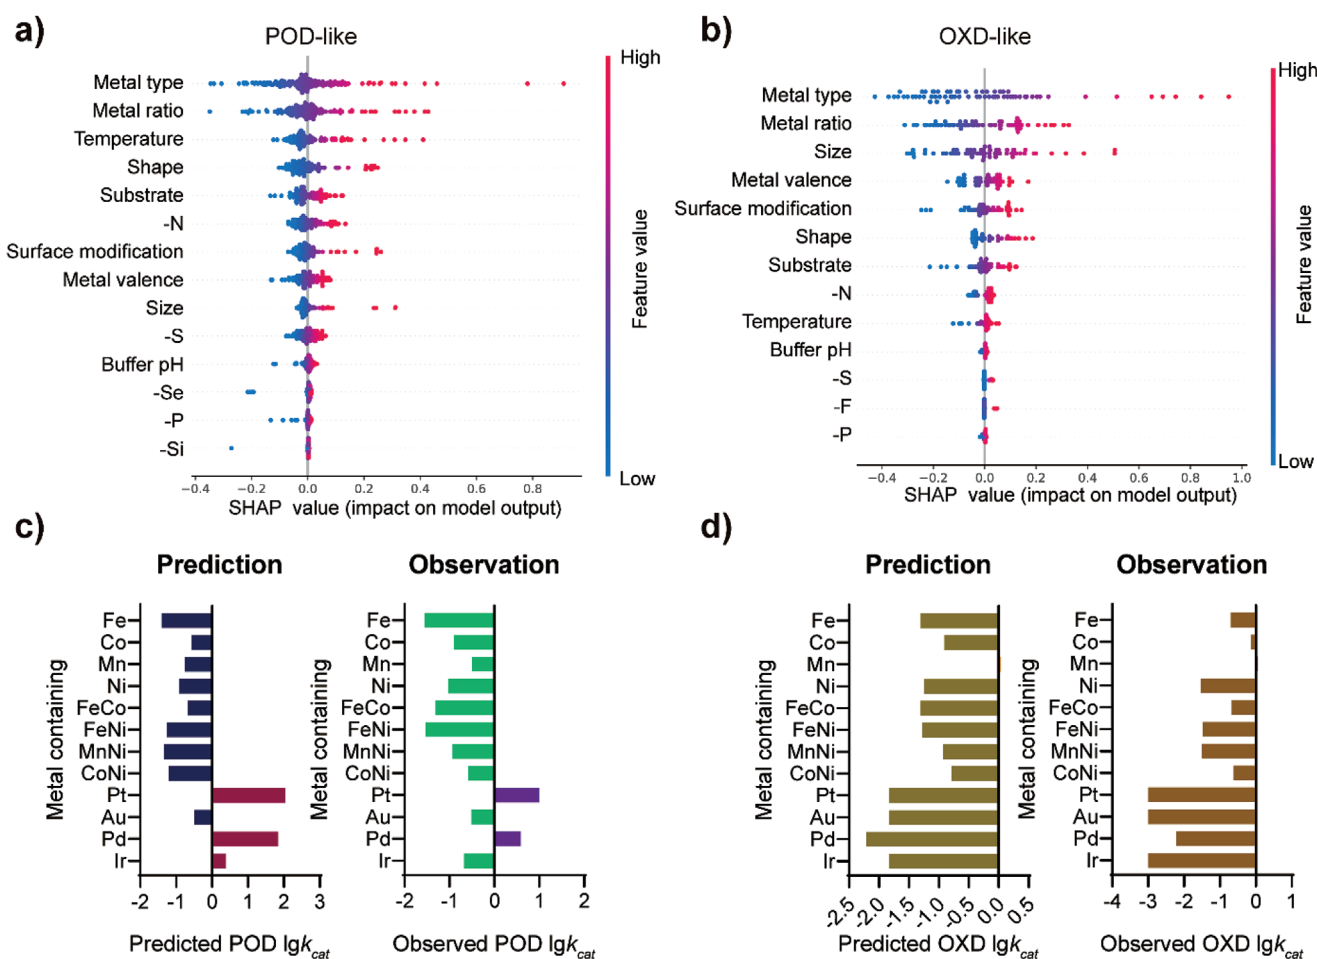 a)
POD-like
High
Metal type
Metal ratio
Temperature
Shape
Substrate
-N
Surface modification
Metal valence
Size
-S
Buffer pH
-Se
-P
-Si
Feature value
Low
−0.4 −0.2 0.0 0.2 0.4 0.6 0.8
SHAP value (impact on model output)
b)
OXD-like
High
Metal type
Metal ratio
Size
Metal valence
Surface modification
Shape
Substrate
-N
Temperature
Buffer pH
-S
-F
-P
Feature value
Low
−0.4 −0.2 0.0 0.2 0.4 0.6 0.8 1.0
SHAP value (impact on model output)
c)
Prediction
Metal containing
Fe
Co
Mn
Ni
FeCo
FeNi
MnNi
CoNi
Pt
Au
Pd
Ir
-2 -1 0 1 2 3
Predicted POD lgkcat
Observation
Metal containing
Fe
Co
Mn
Ni
FeCo
FeNi
MnNi
CoNi
Pt
Au
Pd
Ir
-2 -1 0 1 2
Observed POD lgkcat
d)
Prediction
Metal containing
Fe
Co
Mn
Ni
FeCo
FeNi
MnNi
CoNi
Pt
Au
Pd
Ir
-2.5 -2.0 -1.5 -1.0 -0.5 0.0 0.5
Predicted OXD lgkcat
Observation
Metal containing
Fe
Co
Mn
Ni
FeCo
FeNi
MnNi
CoNi
Pt
Au
Pd
Ir
-4 -3 -2 -1 0 1
Observed OXD lgkcat